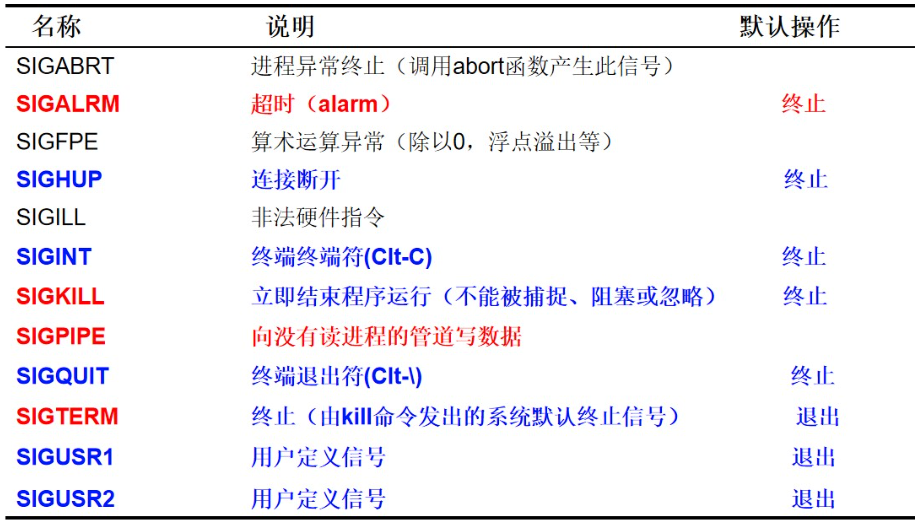 名称 说明 默认操作
SIGABRT 进程异常终止（调用abort函数产生此信号）
SIGALRM 超时（alarm） 终止
SIGFPE 算术运算异常（除以0，浮点溢出等）
SIGHUP 连接断开 终止
SIGILL 非法硬件指令
SIGINT 终端终端符(Clt-C) 终止
SIGKILL 立即结束程序运行（不能被捕捉、阻塞或忽略） 终止
SIGPIPE 向没有读进程的管道写数据
SIGQUIT 终端退出符(Clt-\) 终止
SIGTERM 终止（由kill命令发出的系统默认终止信号） 退出
SIGUSR1 用户定义信号 退出
SIGUSR2 用户定义信号 退出